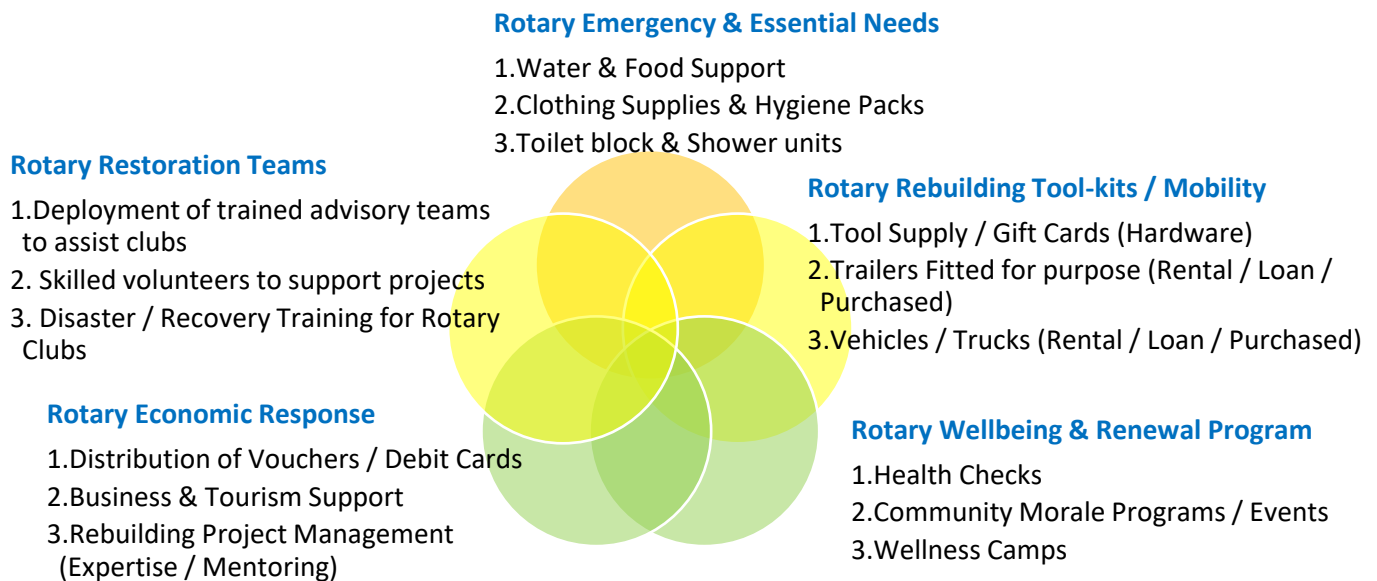 Rotary Emergency & Essential Needs
1.Water & Food Support
2.Clothing Supplies & Hygiene Packs
3.Toilet block & Shower units
Rotary Restoration Teams
1.Deployment of trained advisory teams
to assist clubs
2. Skilled volunteers to support projects
3. Disaster / Recovery Training for Rotary
Clubs
Rotary Rebuilding Tool-kits / Mobility
1.Tool Supply / Gift Cards (Hardware)
2.Trailers Fitted for purpose (Rental / Loan /
Purchased)
3.Vehicles / Trucks (Rental / Loan / Purchased)
Rotary Economic Response
1.Distribution of Vouchers / Debit Cards
2.Business & Tourism Support
3.Rebuilding Project Management
(Expertise / Mentoring)
Rotary Wellbeing & Renewal Program
1.Health Checks
2.Community Morale Programs / Events
3.Wellness Camps